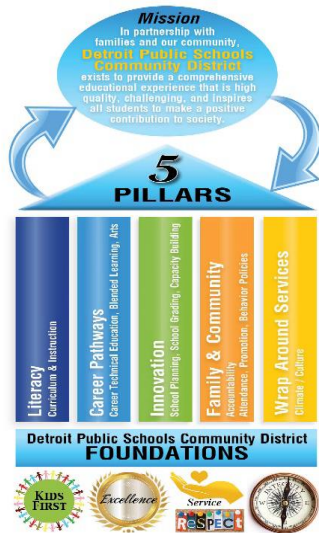 Mission
In partnership with
families and our community,
Detroit Public Schools
Community District
exists to provide a comprehensive
educational experience that is high
quality, challenging, and inspires
all students to make a positive
contribution to society.
5
PILLARS
Literacy
Curriculum & Instruction
Career Pathways
Career Technical Education, Blended Learning, Arts
Innovation
School Planning, School Grading, Capacity Building
Family & Community
Accountability
Attendance, Promotion, Behavior Policies
Wrap Around Services
Climate / Culture
Detroit Public Schools Community District
FOUNDATIONS
KIDS
FIRST
Excellence
Service
ReSPECt